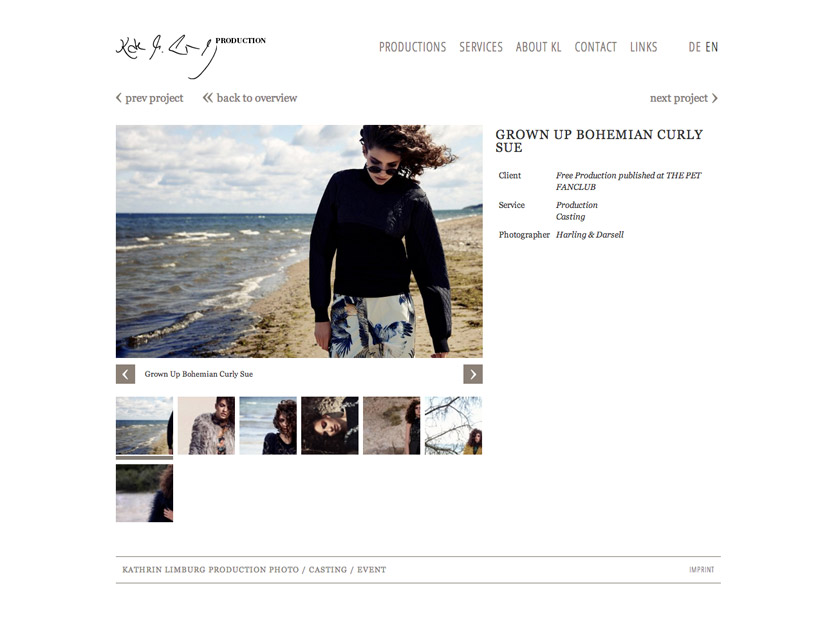 PRODUCTION
PRODUCTIONS SERVICES ABOUT KL CONTACT LINKS DE EN
prev project back to overview next project
GROWN UP BOHEMIAN CURLY
SUE
Client Free Production published at THE PET
FANCLUB
Service Production
Casting
Photographer Harling & Darsell
Grown Up Bohemian Curly Sue
KATHRIN LIMBURG PRODUCTION PHOTO / CASTING / EVENT IMPRINT